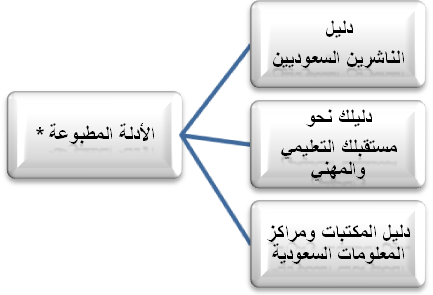 الأدلة المطبوعة *
دليل
الناشرين السعوديين
دليلك نحو
مستقبلك التعليمي
والمهني
دليل المكتبات ومراكز
المعلومات السعودية